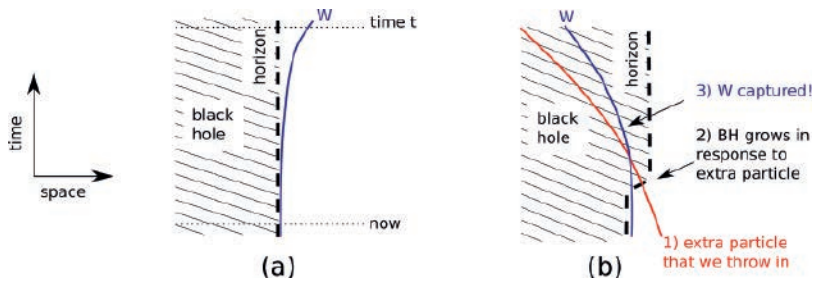 time
space
W
time t
horizon
black
hole
now
(a)
W
horizon
black
hole
3) W captured!
2) BH grows in
response to
extra particle
1) extra particle
that we throw in
(b)